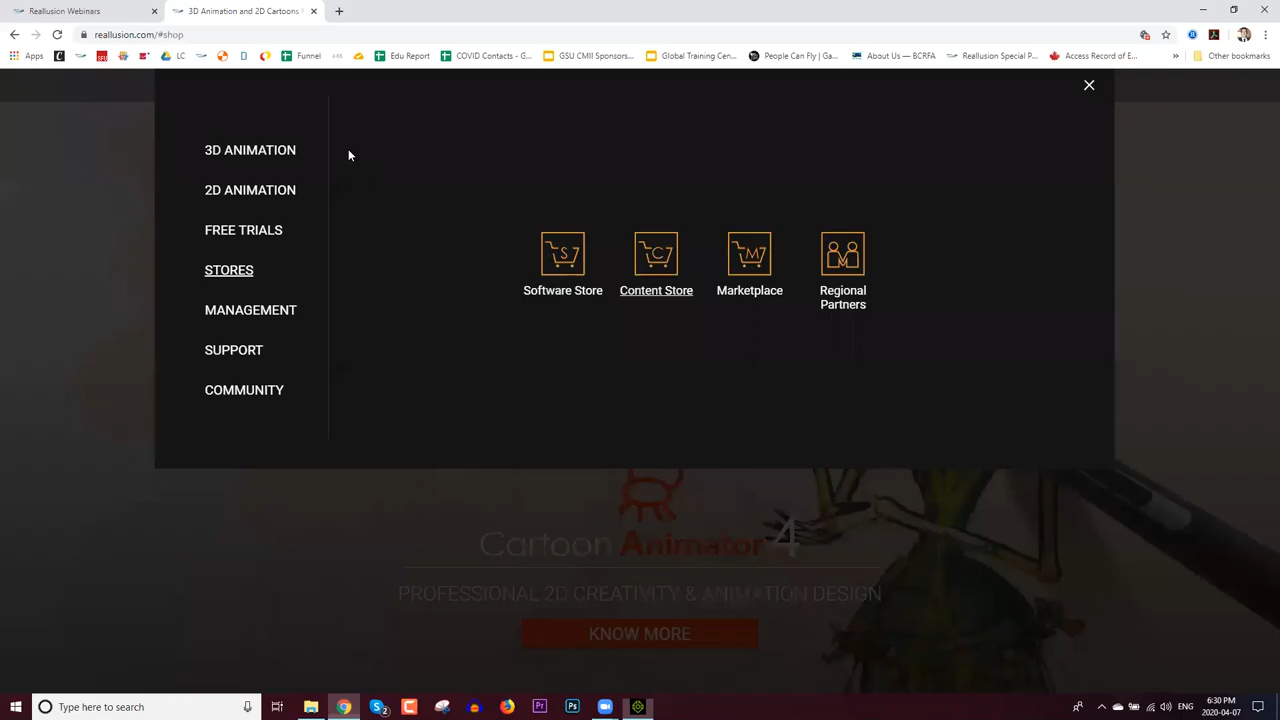 Reallusion Webinars
3D Animation and 2D Cartoons
reallusion.com/#shop
Apps
LC
Funnel
Edu Report
COVID Contacts - G...
GSU CMII Sponsors...
Global Training Cen...
People Can Fly | Ga...
About Us — BCRFA
Reallusion Special P...
Access Record of E...
Other bookmarks
3D ANIMATION
2D ANIMATION
FREE TRIALS
STORES
MANAGEMENT
SUPPORT
COMMUNITY
S
C
M
Software Store
Content Store
Marketplace
Regional
Partners
Cartoon Animator 4
PROFESSIONAL 2D CREATIVITY & ANIMATION DESIGN
KNOW MORE
Type here to search
2
Pr
Ps
ENG
6:30 PM
2020-04-07